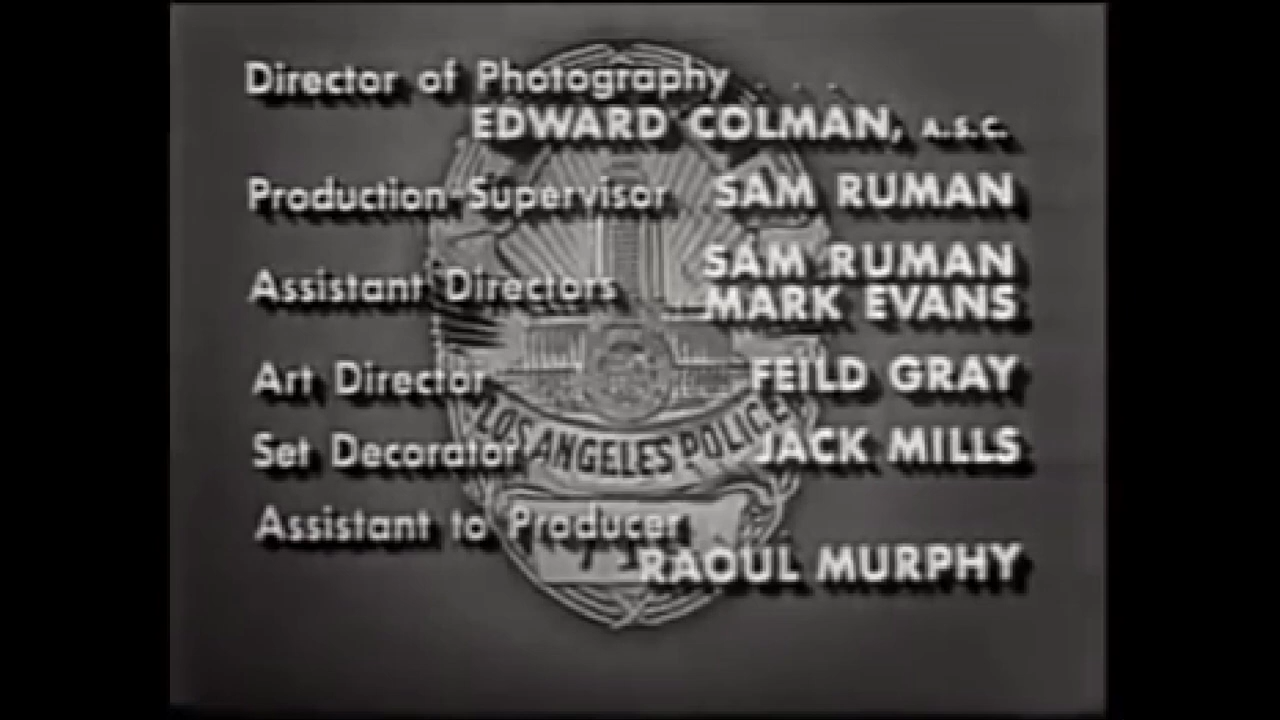 Director of Photography . . . .
EDWARD COLMAN, A.S.C.
Production Supervisor SAM RUMAN
Assistant Directors SAM RUMAN
MARK EVANS
Art Director FEILD GRAY
Set Decorator JACK MILLS
LOS ANGELES POLICE
Assistant to Producer
RAOUL MURPHY